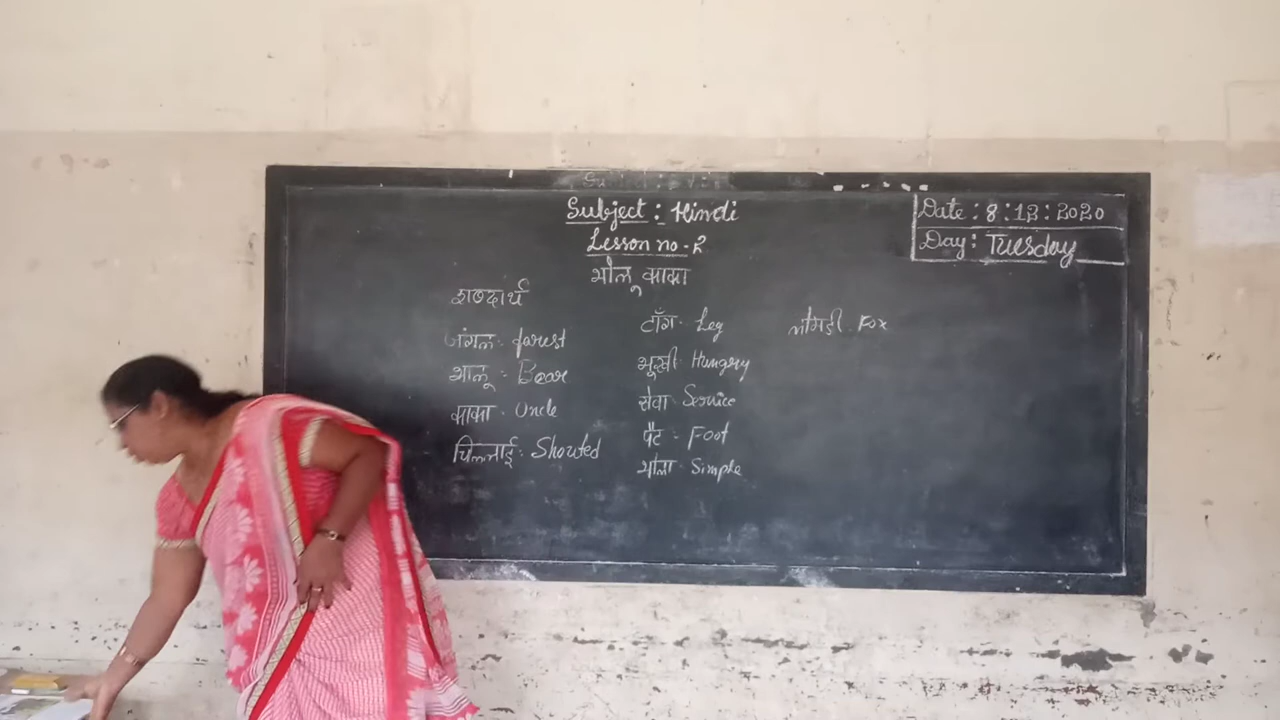 Subject : Hindi
Lesson no - 2
भोलू मामा
Date : 8 : 12 : 2020
Day : Tuesday
शब्दार्थ
जंगल : forest
भालू : Bear
मामा - Uncle
चिल्लाई : Shouted
टाँग - Leg
भूखी : Hungry
सेवा - Service
पैर : Foot
भोला - Simple
लोमड़ी - Fox